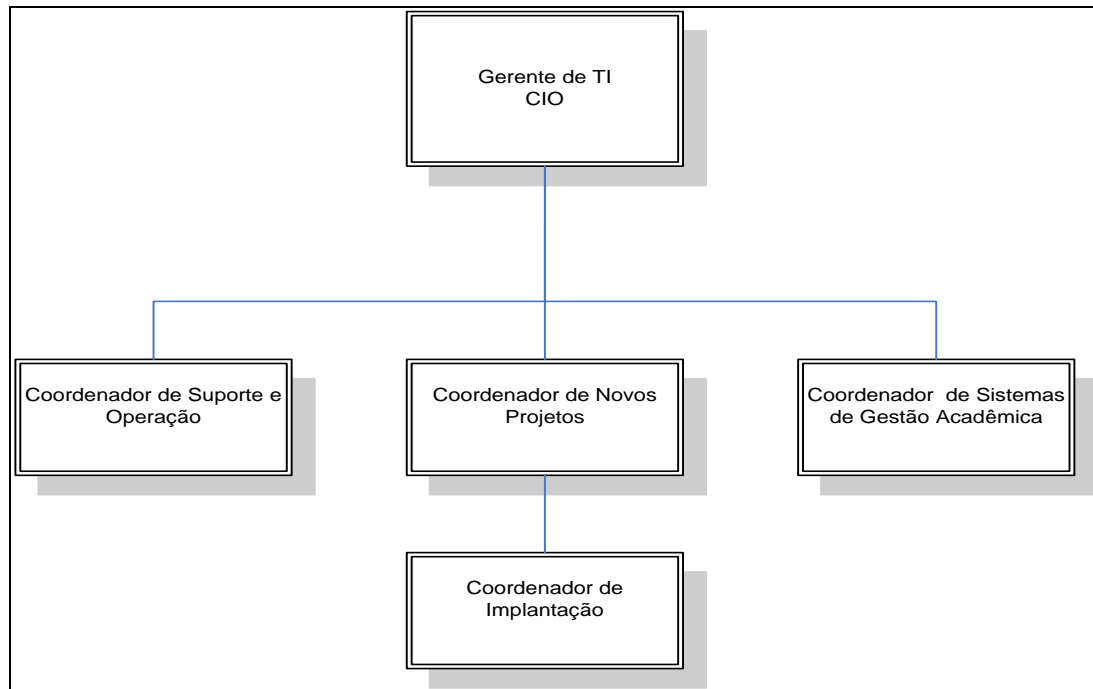 Gerente de TI
CIO
Coordenador de Suporte e
Operação
Coordenador de Novos
Projetos
Coordenador de Sistemas
de Gestão Acadêmica
Coordenador de
Implantação